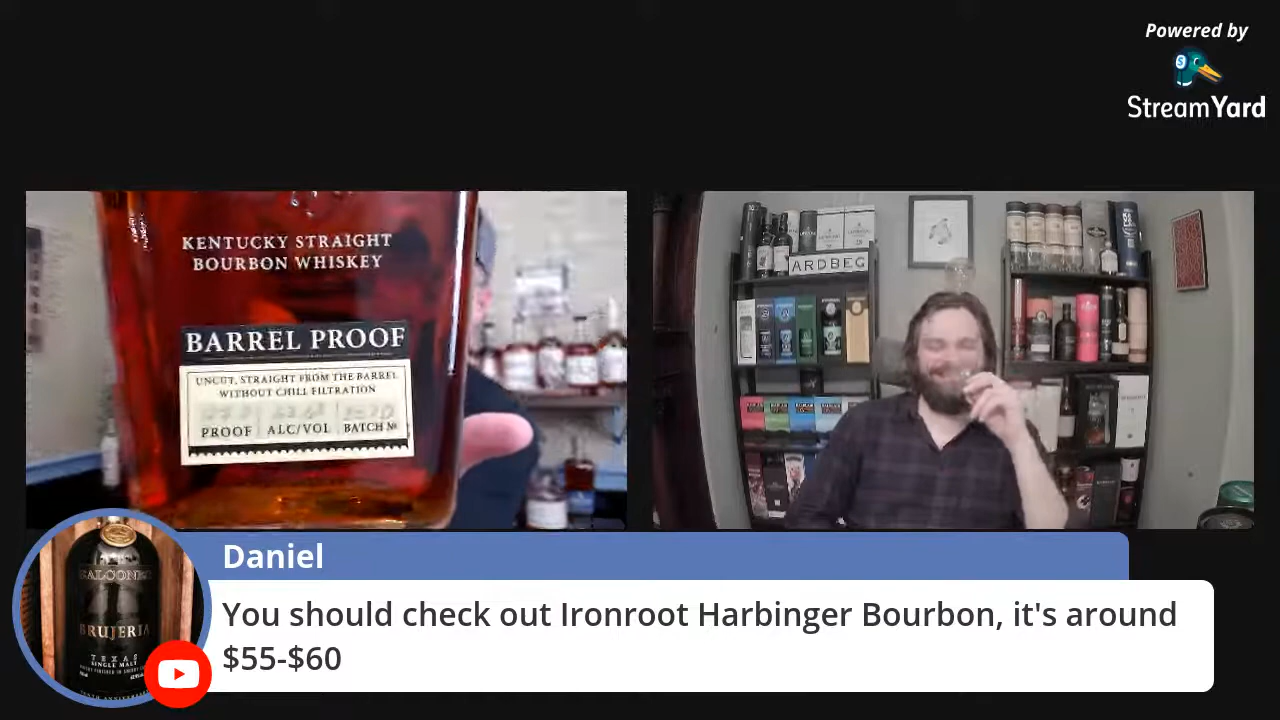 Powered by
StreamYard
KENTUCKY STRAIGHT
BOURBON WHISKEY
BARREL PROOF
UNCUT, STRAIGHT FROM THE BARREL
WITHOUT CHILL FILTRATION
PROOF ALC/VOL BATCH №
ARDBEG
BRUJERIA
TEXAS
SINGLE MALT
Daniel
You should check out Ironroot Harbinger Bourbon, it's around
$55-$60